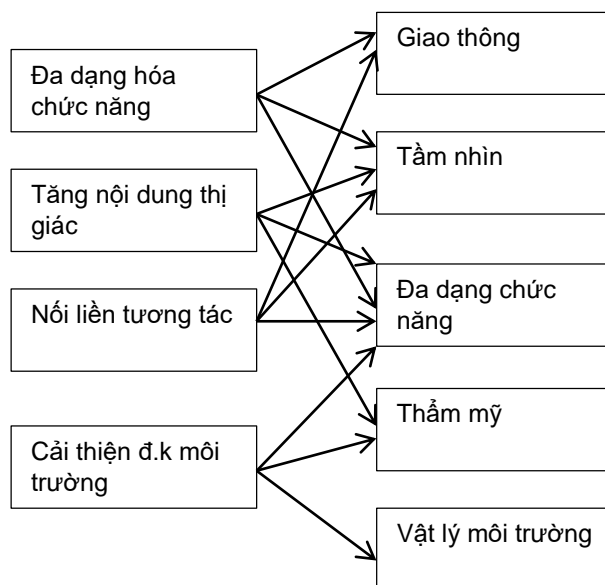 Đa dạng hóa
chức năng
Tăng nội dung thị
giác
Nối liền tương tác
Cải thiện đ.k môi
trường
Giao thông
Tầm nhìn
Đa dạng chức
năng
Thẩm mỹ
Vật lý môi trường